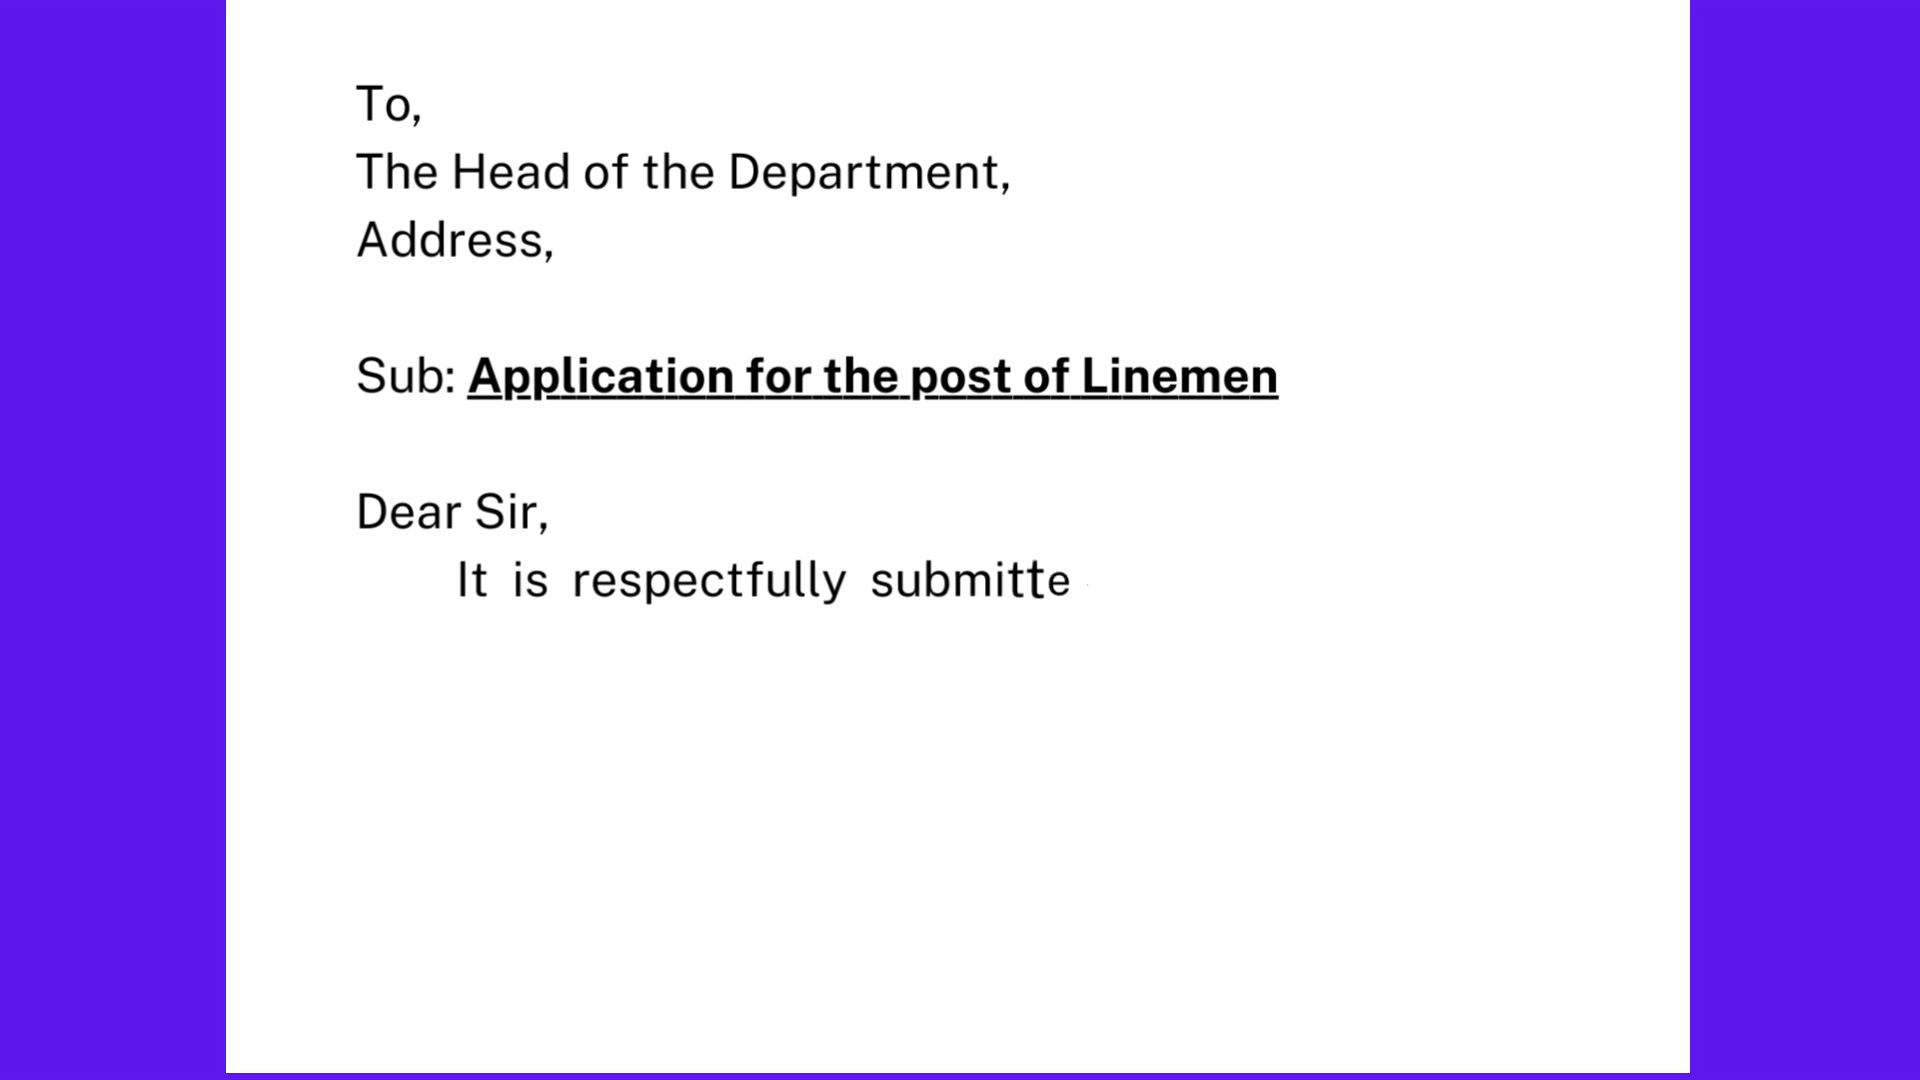 To,
The Head of the Department,
Address,
Sub: Application for the post of Linemen
Dear Sir,
It is respectfully submitte